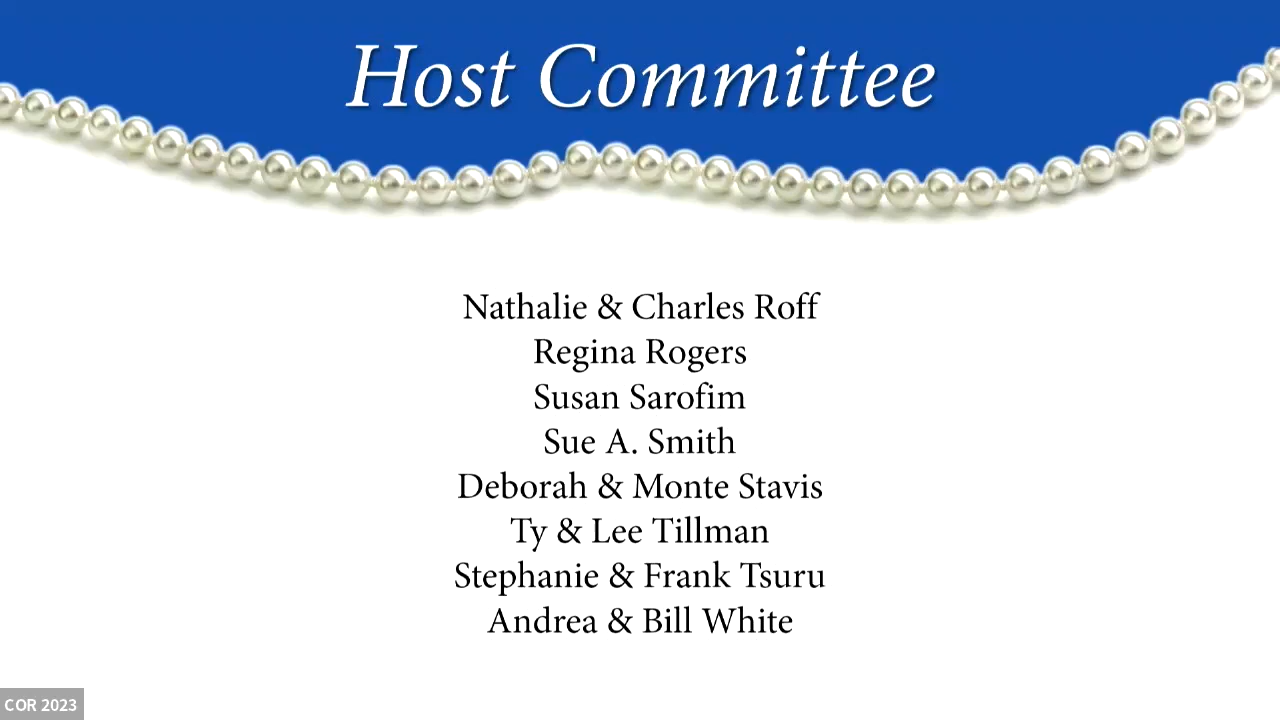 Host Committee
Nathalie & Charles Roff
Regina Rogers
Susan Sarofim
Sue A. Smith
Deborah & Monte Stavis
Ty & Lee Tillman
Stephanie & Frank Tsuru
Andrea & Bill White
COR 2023